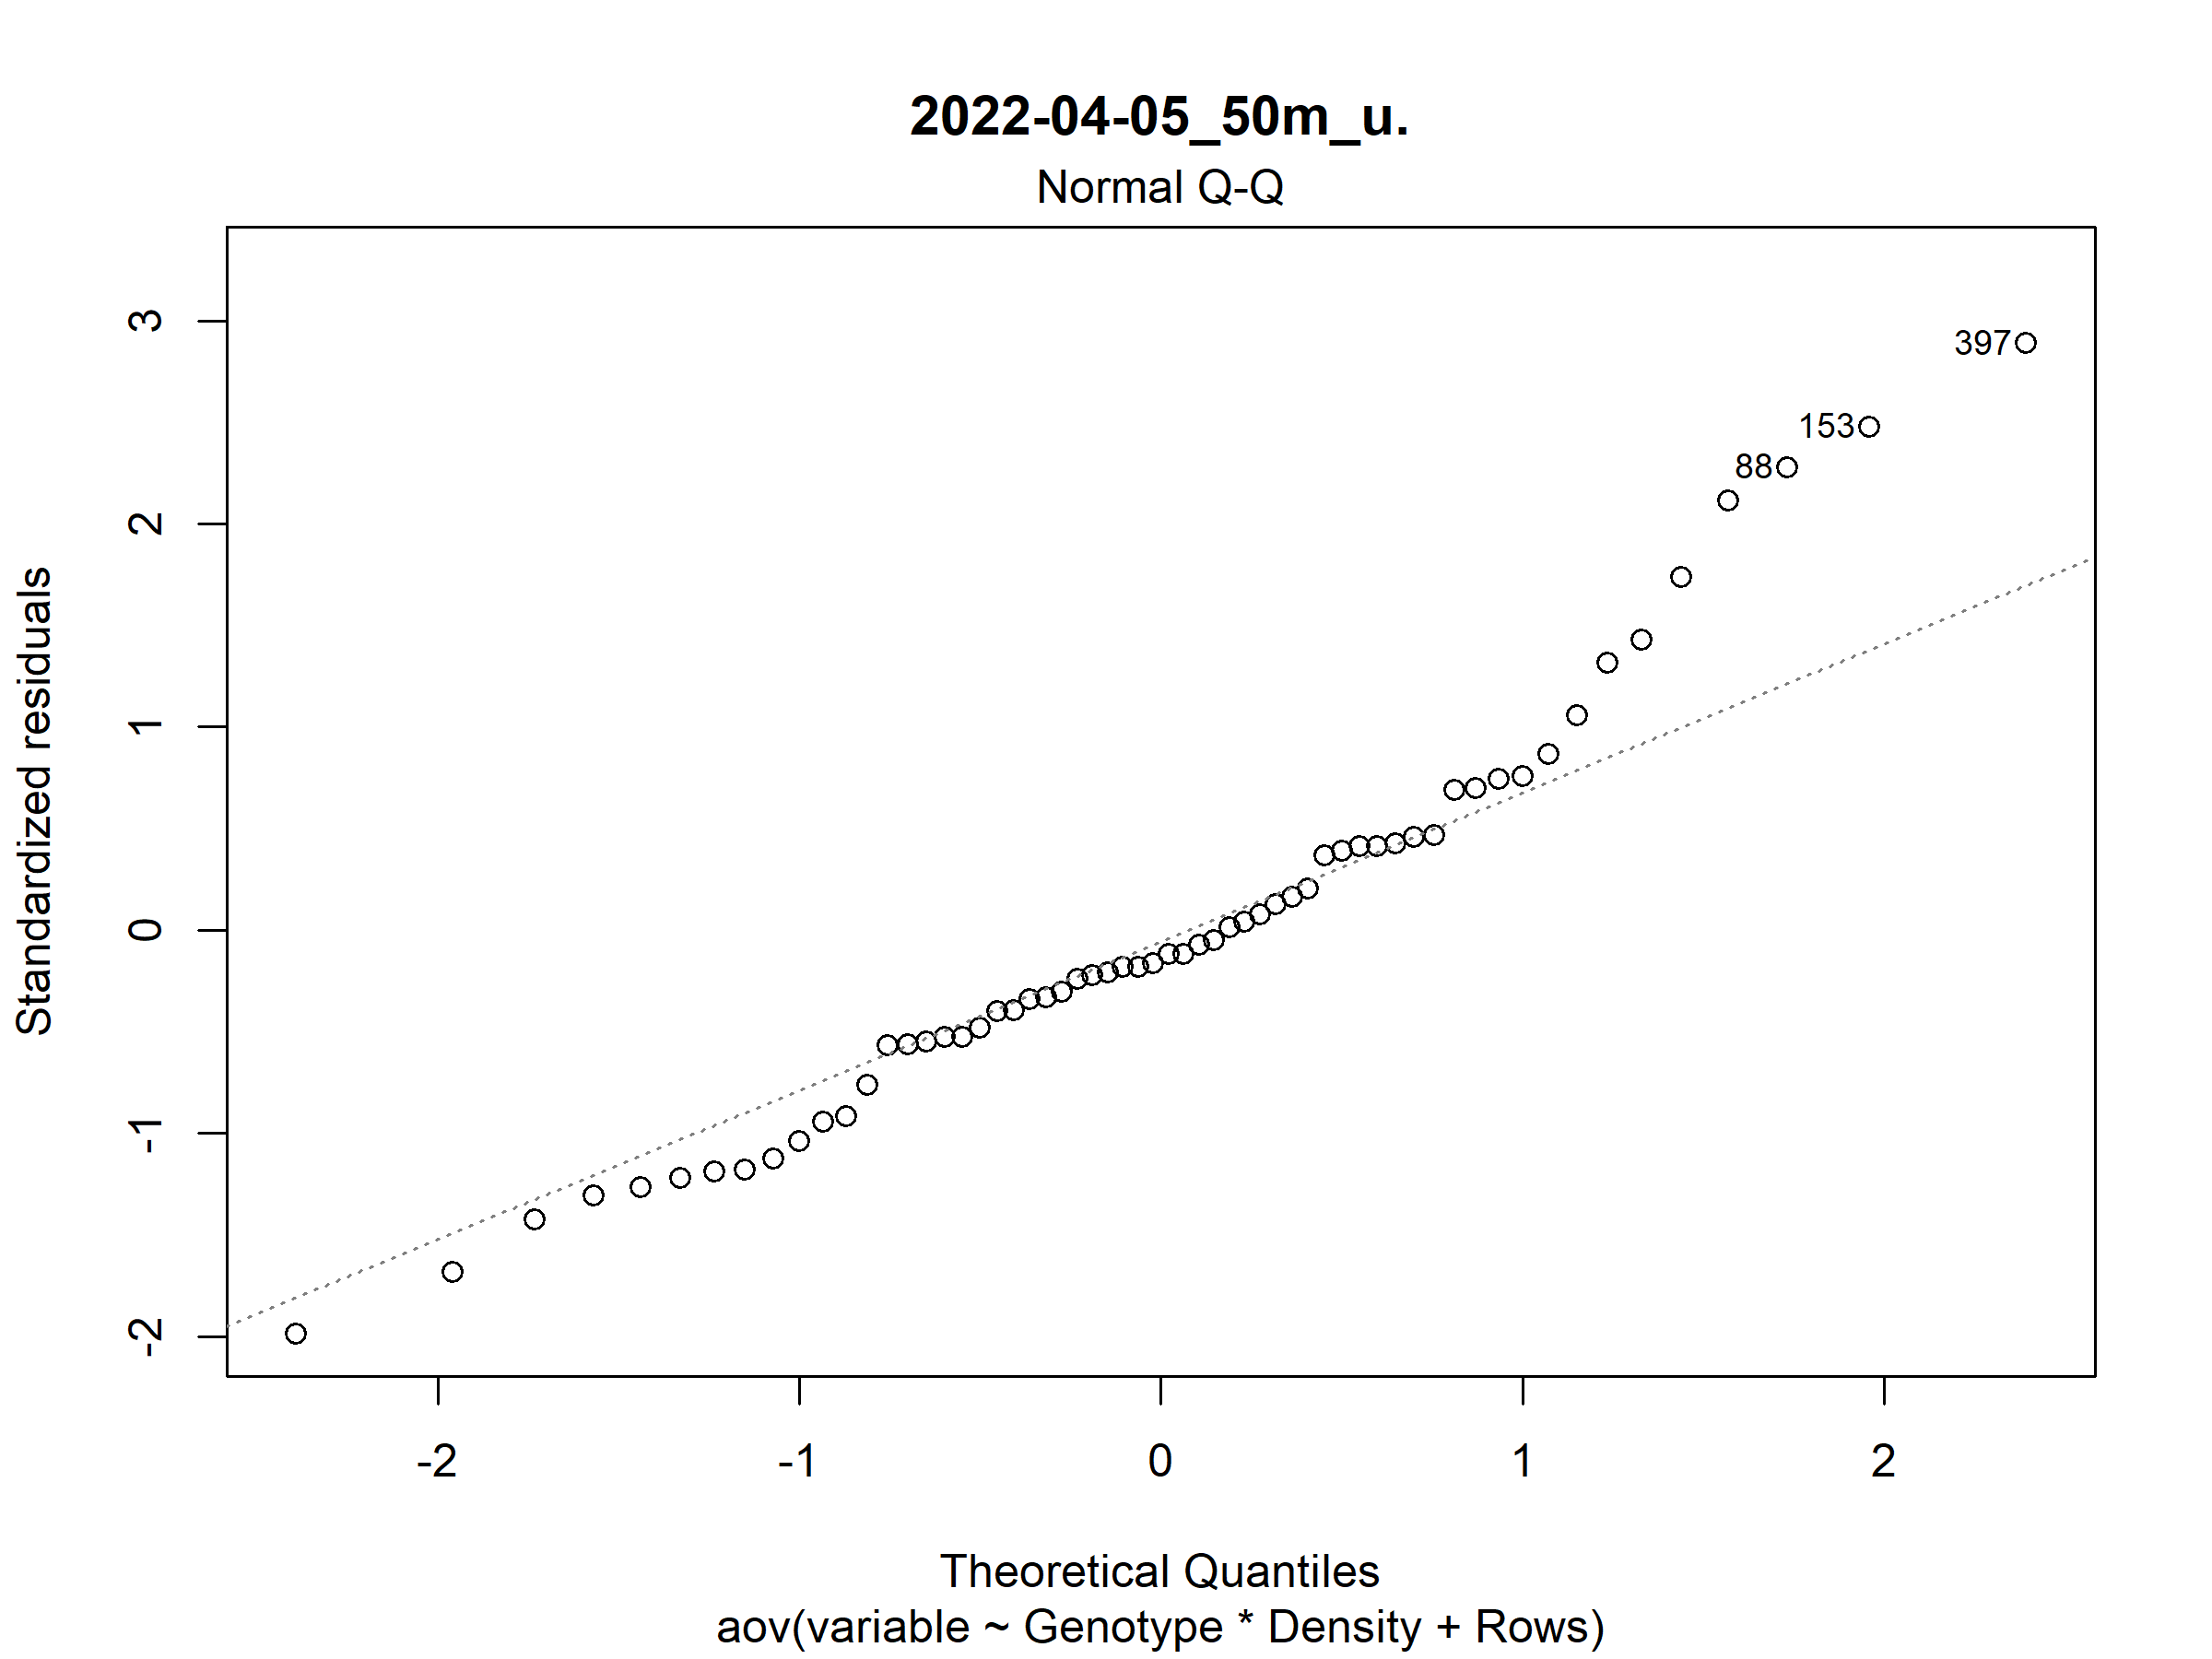 2022-04-05_50m_u.
Normal Q-Q
Standardized residuals
3
2
1
0
-1
-2
397
153
88
-2
-1
0
1
2
Theoretical Quantiles
aov(variable ~ Genotype * Density + Rows)